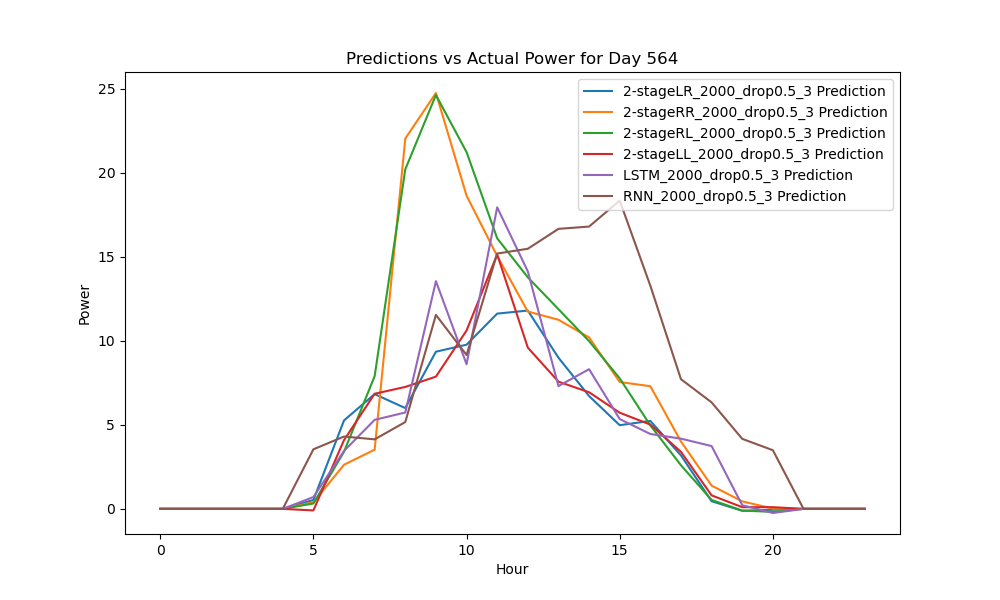 Predictions vs Actual Power for Day 564
2-stageLR_2000_drop0.5_3 Prediction
2-stageRR_2000_drop0.5_3 Prediction
2-stageRL_2000_drop0.5_3 Prediction
2-stageLL_2000_drop0.5_3 Prediction
LSTM_2000_drop0.5_3 Prediction
RNN_2000_drop0.5_3 Prediction
Power
25
20
15
10
5
0
0 5 10 15 20
Hour